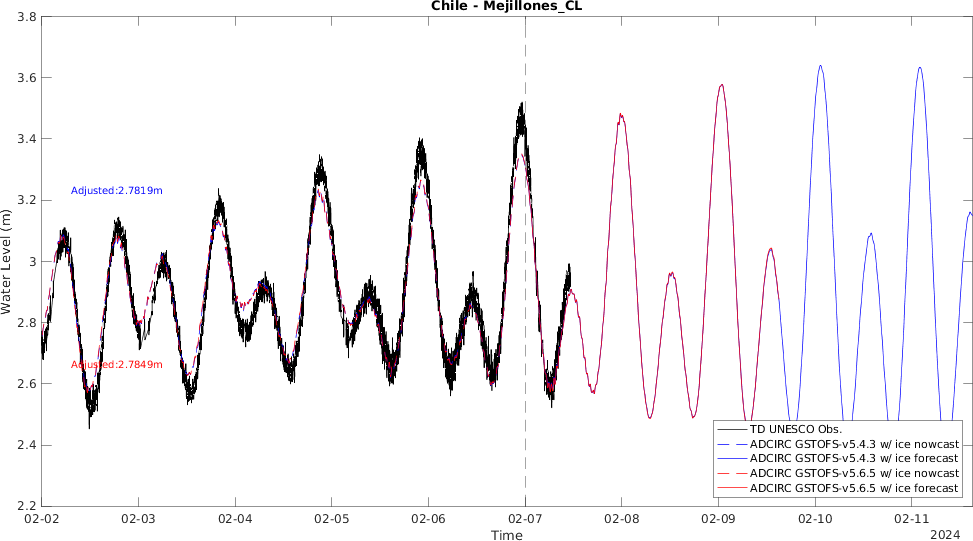 Chile - Mejillones_CL
3.8
3.6
3.4
3.2
3
2.8
2.6
2.4
2.2
Water Level (m)
Adjusted:2.7819m
Adjusted:2.7849m
TD UNESCO Obs.
ADCIRC GSTOFS-v5.4.3 w/ ice nowcast
ADCIRC GSTOFS-v5.4.3 w/ ice forecast
ADCIRC GSTOFS-v5.6.5 w/ ice nowcast
ADCIRC GSTOFS-v5.6.5 w/ ice forecast
02-02 02-03 02-04 02-05 02-06 02-07 02-08 02-09 02-10 02-11
Time
2024